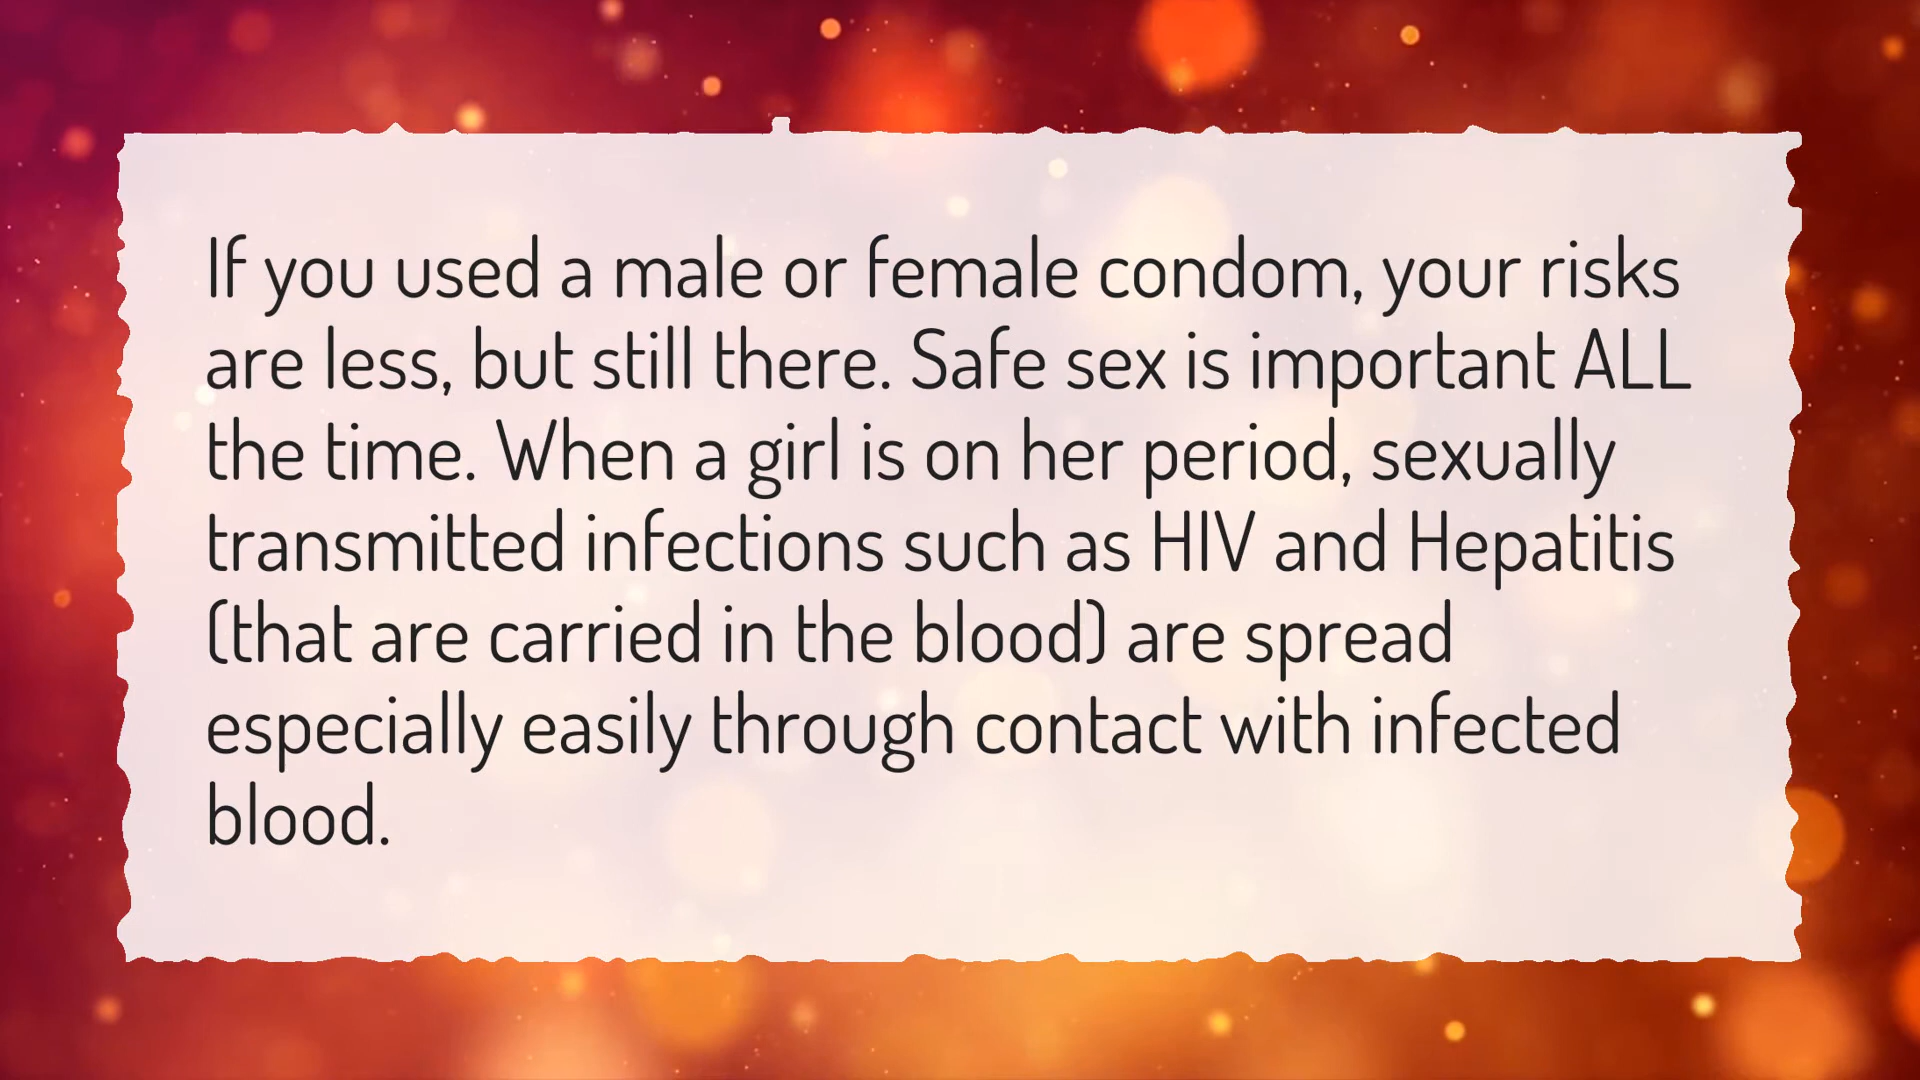 If you used a male or female condom, your risks
are less, but still there. Safe sex is important ALL
the time. When a girl is on her period, sexually
transmitted infections such as HIV and Hepatitis
(that are carried in the blood) are spread
especially easily through contact with infected
blood.